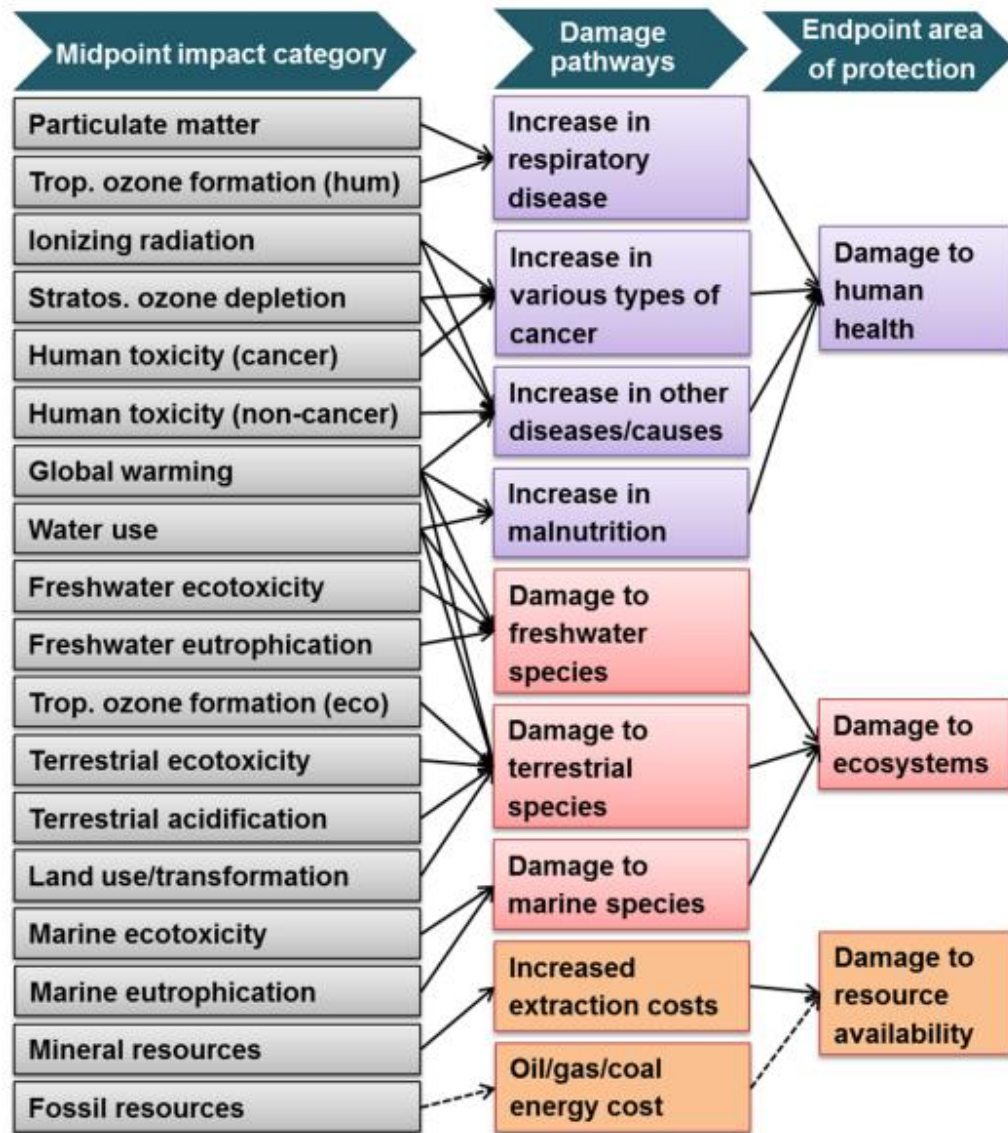 Midpoint impact category
Damage
pathways
Endpoint area
of protection
Particulate matter
Trop. ozone formation (hum)
Ionizing radiation
Stratos. ozone depletion
Human toxicity (cancer)
Human toxicity (non-cancer)
Global warming
Water use
Freshwater ecotoxicity
Freshwater eutrophication
Trop. ozone formation (eco)
Terrestrial ecotoxicity
Terrestrial acidification
Land use/transformation
Marine ecotoxicity
Marine eutrophication
Mineral resources
Fossil resources
Increase in
respiratory
disease
Increase in
various types of
cancer
Increase in other
diseases/causes
Increase in
malnutrition
Damage to
freshwater
species
Damage to
terrestrial
species
Damage to
marine species
Increased
extraction costs
Oil/gas/coal
energy cost
Damage to
human
health
Damage to
ecosystems
Damage to
resource
availability